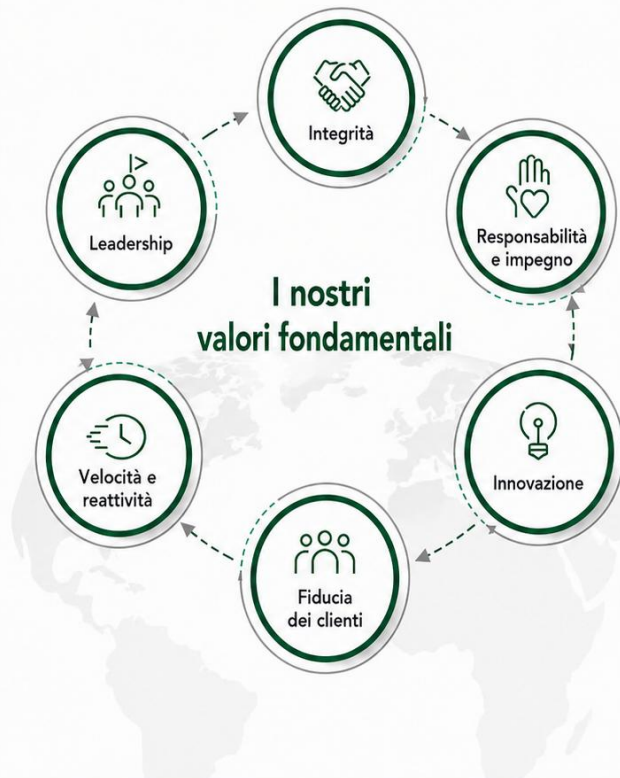 Integrità
Leadership
Responsabilità
e impegno
I nostri
valori fondamentali
Velocità e
reattività
Innovazione
Fiducia
dei clienti